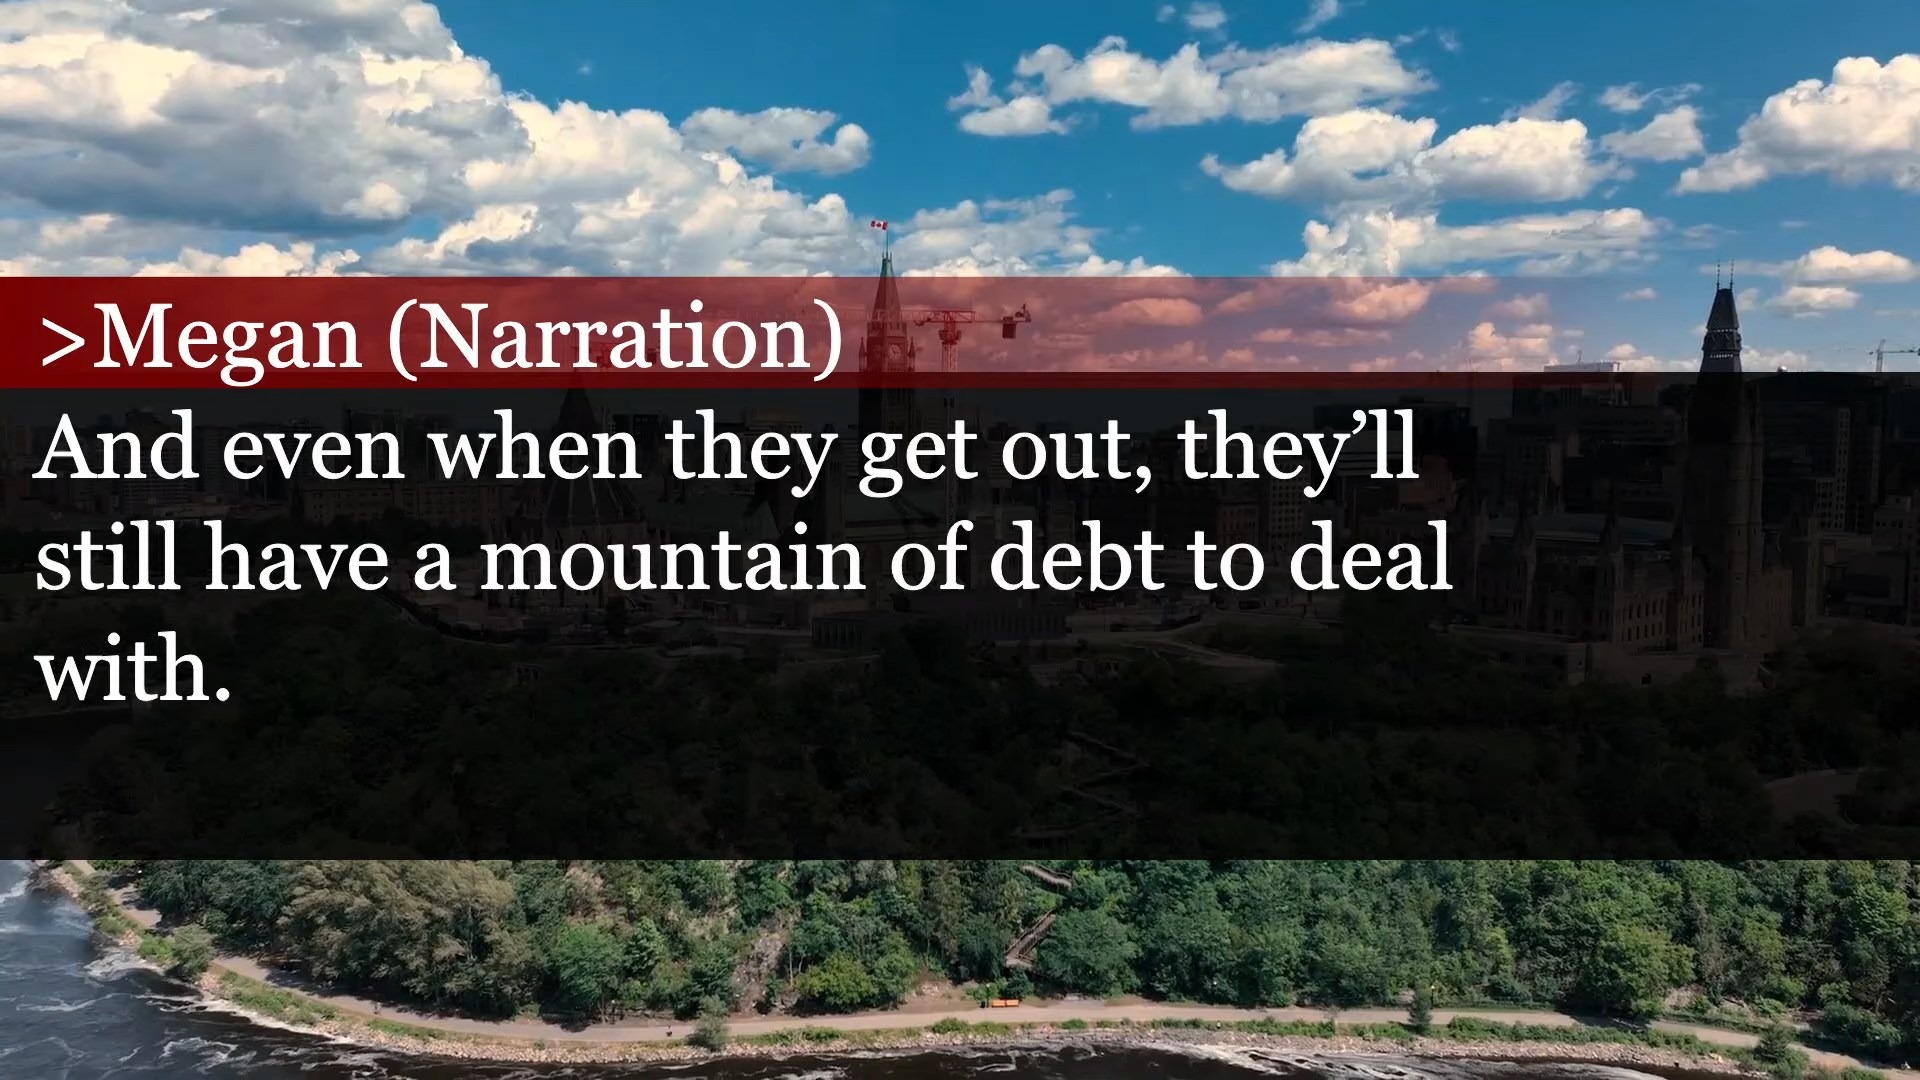 >Megan (Narration)
And even when they get out, they’ll
still have a mountain of debt to deal
with.